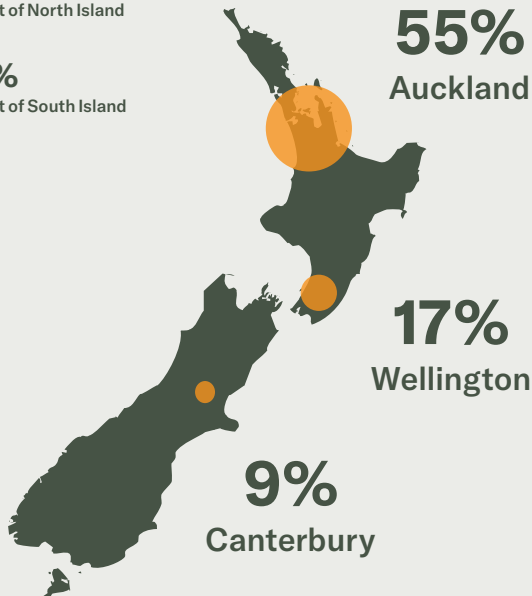 of North Island
%
of South Island
55%
Auckland
17%
Wellington
9%
Canterbury